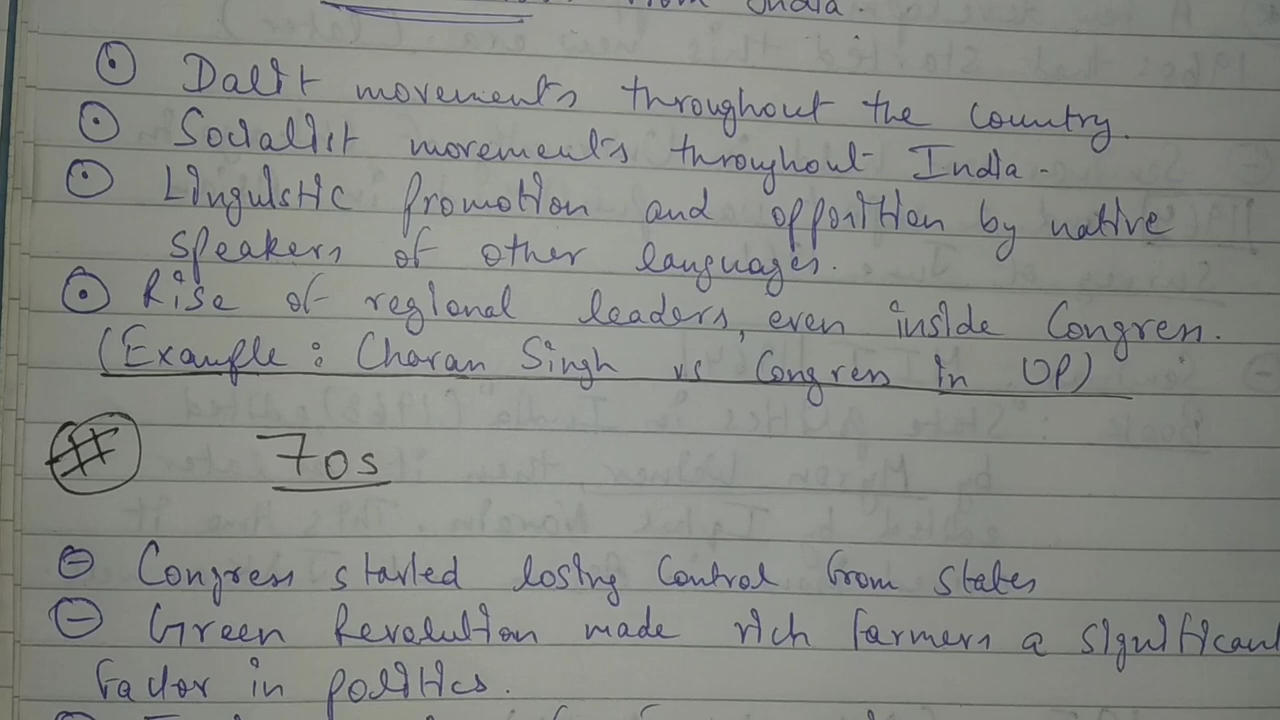 from India.
Dalit movements throughout the country.
Socialist movements throughout India.
Linguistic promotion and opposition by native
speakers of other languages.
Rise of regional leaders, even inside Congress.
(Example : Charan Singh vs Congress in UP)
# 70s
Congress started losing control from states
Green Revolution made rich farmers a significant
factor in politics.